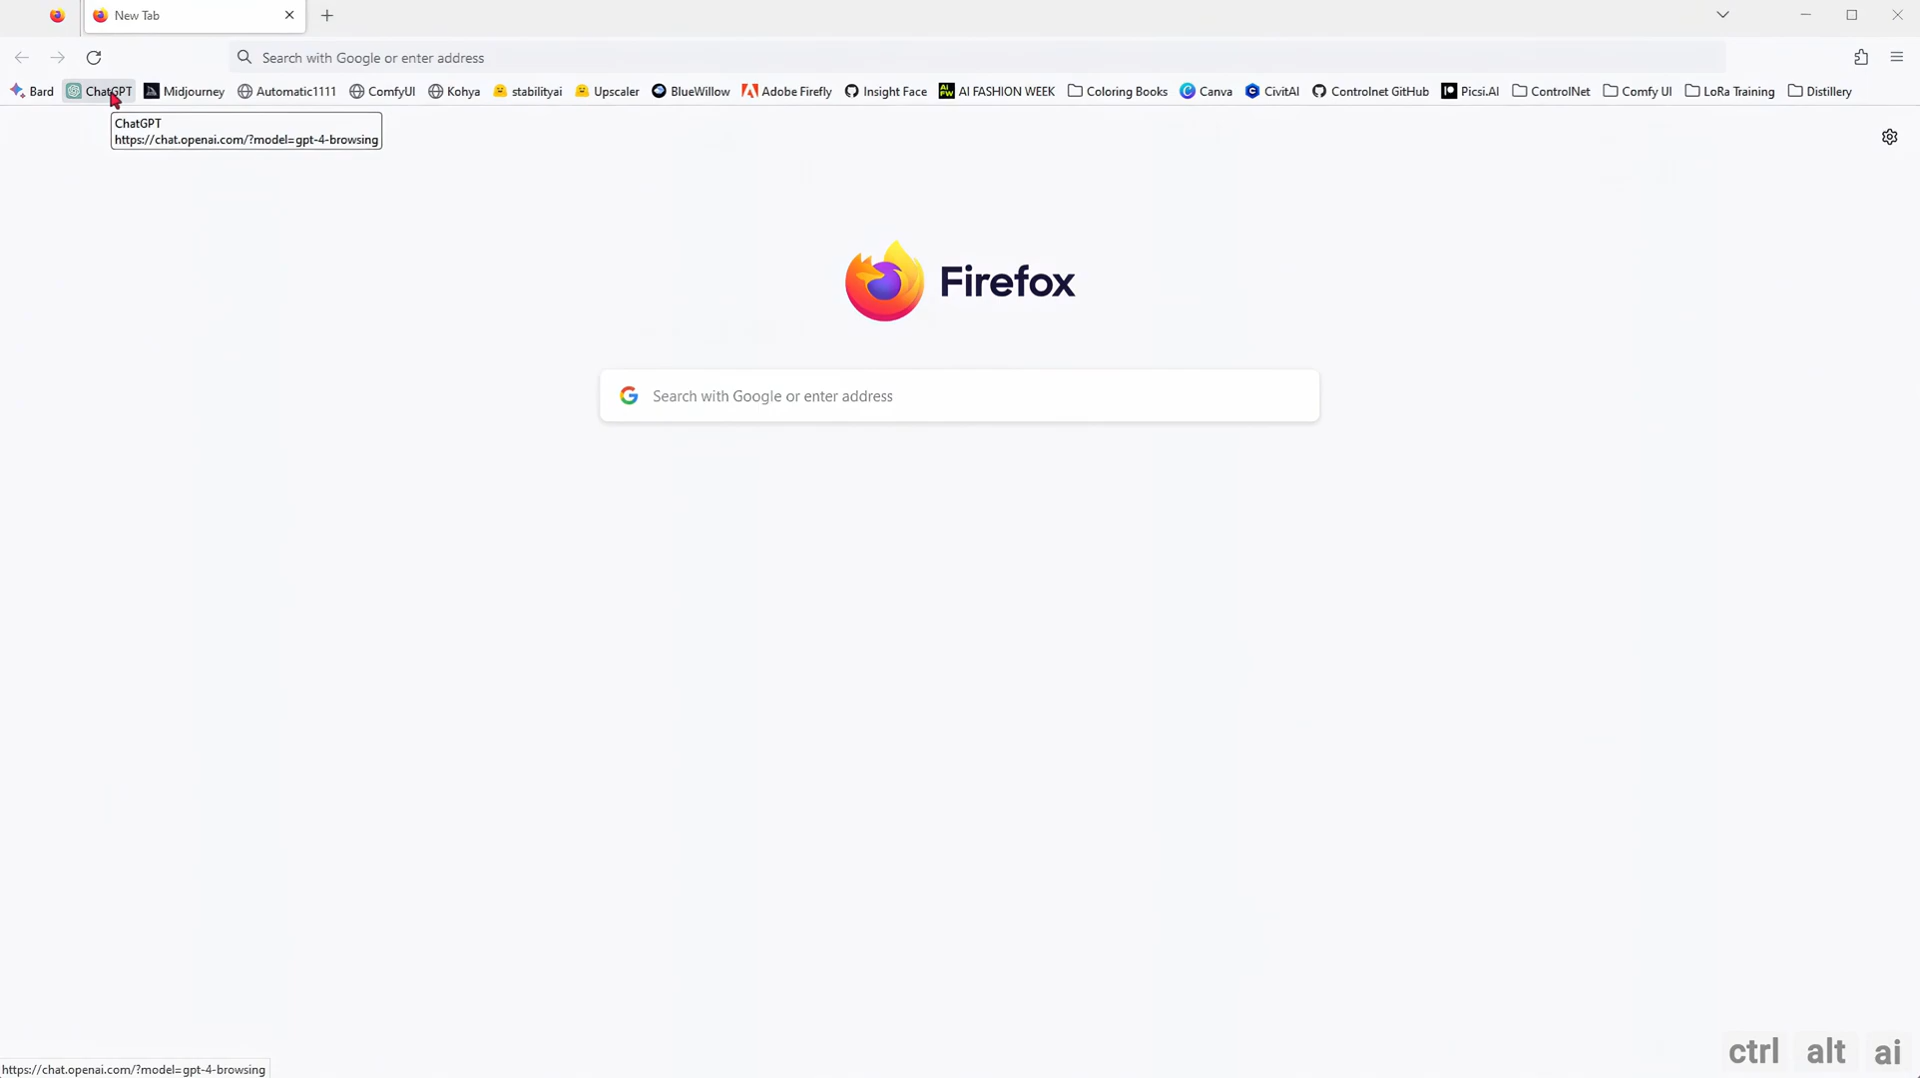 New Tab
Search with Google or enter address
Bard ChatGPT Midjourney Automatic1111 ComfyUI Kohya stabilityai Upscaler BlueWillow Adobe Firefly Insight Face AI FASHION WEEK Coloring Books Canva CivitAI Controlnet GitHub Picsi.AI ControlNet Comfy UI LoRa Training Distillery
ChatGPT
https://chat.openai.com/?model=gpt-4-browsing
Firefox
Search with Google or enter address
ctrl alt ai
https://chat.openai.com/?model=gpt-4-browsing